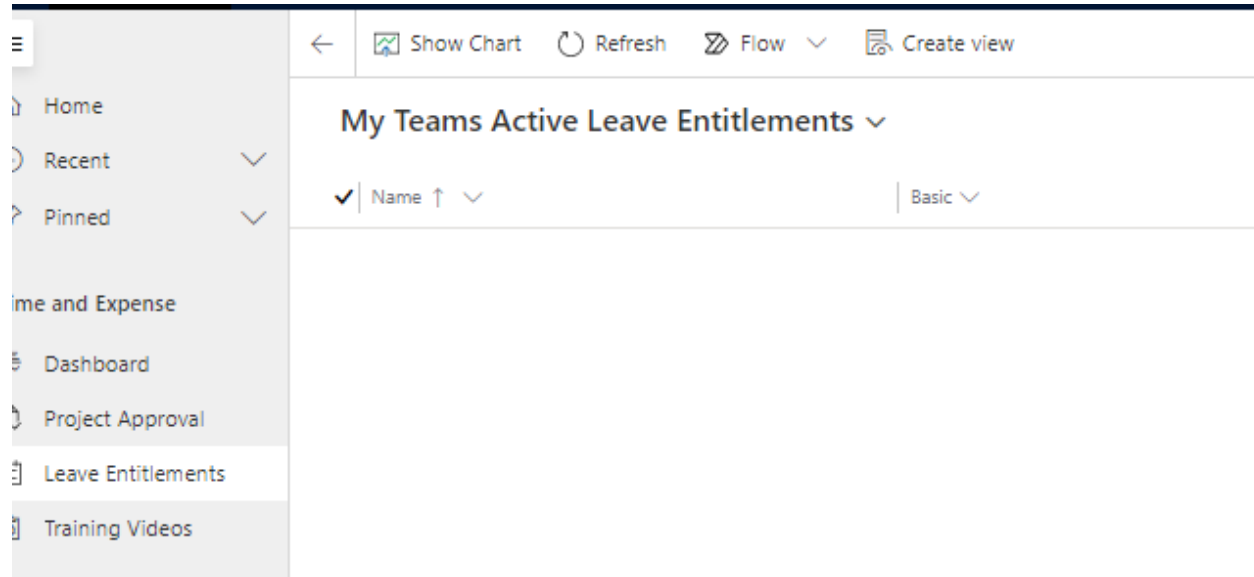 Show Chart Refresh Flow Create view
Home
Recent
Pinned
My Teams Active Leave Entitlements
Name ↑ Basic
ime and Expense
Dashboard
Project Approval
Leave Entitlements
Training Videos